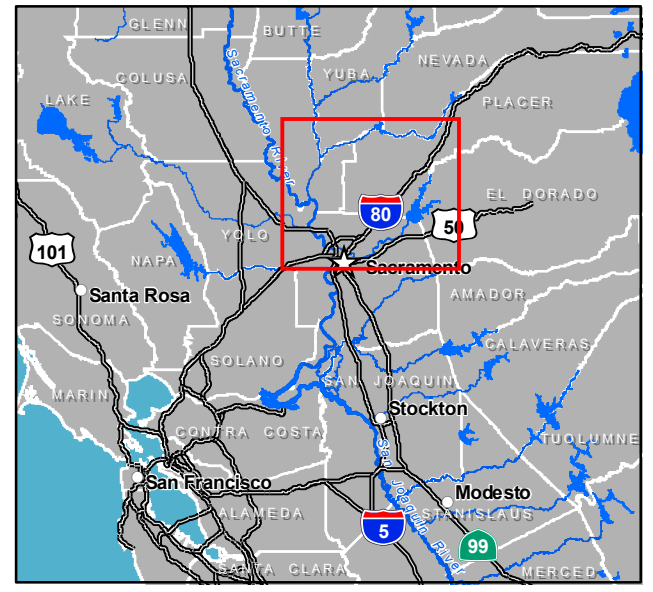 GLENN
BUTTE
NEVADA
YUBA
COLUSA
Sacramento River
LAKE
PLACER
EL DORADO
80
50
YOLO
101
NAPA
Sacramento
Santa Rosa
AMADOR
SONOMA
CALAVERAS
SOLANO
SAN JOAQUIN
MARIN
Stockton
CONTRA COSTA
TUOLUMNE
San Joaquin River
San Francisco
Modesto
ALAMEDA
STANISLAUS
5
99
SANTA CLARA
MERCED